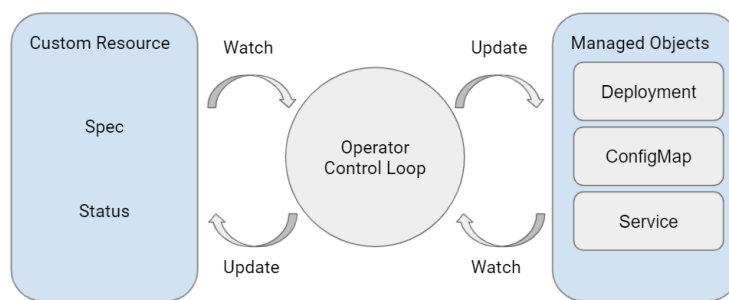 Custom Resource
Spec
Status
Watch
Update
Operator
Control Loop
Update
Watch
Managed Objects
Deployment
ConfigMap
Service